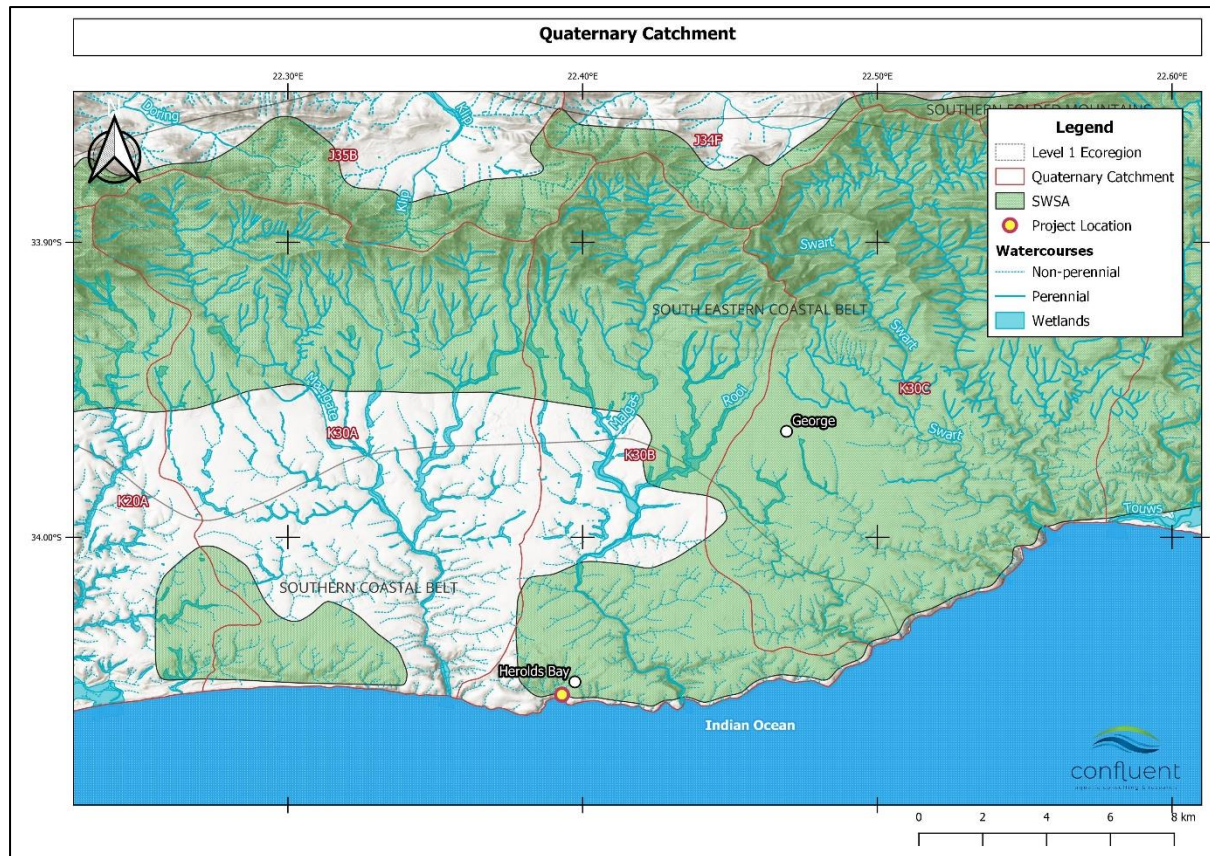 Quaternary Catchment
22.30°E
22.40°E
22.50°E
22.60°E
SOUTHERN FOLDED MOUNTAINS
Doring
Klip
J35B
J34F
Klip
33.90°S
Swart
SOUTH EASTERN COASTAL BELT
Swart
Maalgate
Malgas
Rooi
K30C
K30A
George
Swart
K30B
K20A
Touws
34.00°S
SOUTHERN COASTAL BELT
Herolds Bay
Indian Ocean
Legend
Level 1 Ecoregion
Quaternary Catchment
SWSA
Project Location
Watercourses
Non-perennial
Perennial
Wetlands
confluent
0 2 4 6 8 km